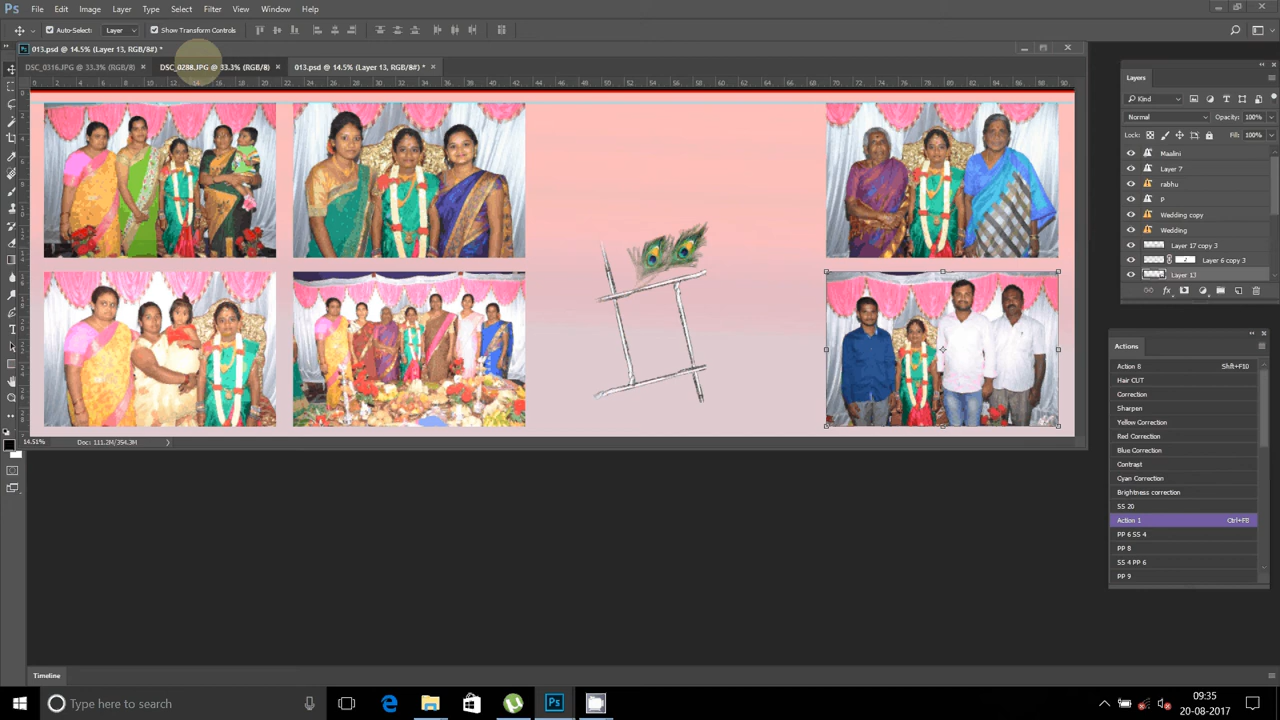 Ps File Edit Image Layer Type Select Filter View Window Help
Auto-Select: Layer Show Transform Controls
013.psd @ 14.5% (Layer 13, RGB/8#) *
DSC_0316.JPG @ 33.3% (RGB/8) × DSC_0288.JPG @ 33.3% (RGB/8) × 013.psd @ 14.5% (Layer 13, RGB/8#) * ×
Layers
Kind
Normal Opacity: 100%
Lock: Fill: 100%
Maalini
Layer 7
rabhu
P
Wedding copy
Wedding
Layer 17 copy 3
Layer 6 copy 3
Layer 13
Actions
Action 8 Shft+F10
Hair CUT
Correction
Sharpen
Yellow Correction
Red Correction
Blue Correction
Contrast
Cyan Correction
Brightness correction
SS 20
Action 1 Ctrl+F8
PP 6 SS 4
PP 8
SS 4 PP 6
PP 9
14.51% Doc: 111.2M/354.3M
Timeline
Type here to search
Ps
09:35
20-08-2017